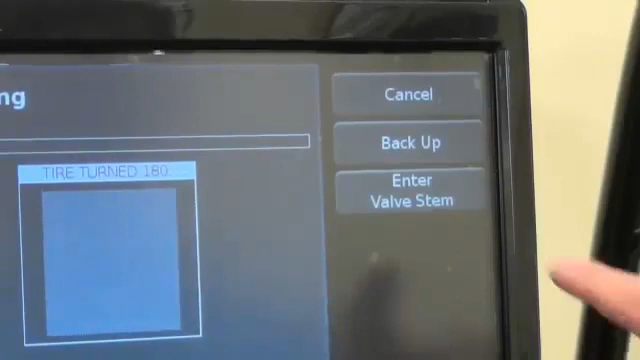 ng
Cancel
Back Up
TIRE TURNED 180
Enter
Valve Stem